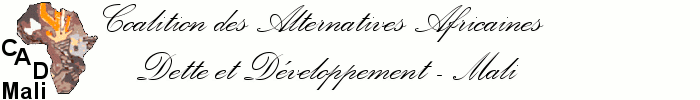 Coalition des Alternatives Africaines
Dette et Développement - Mali
CAD
Mali